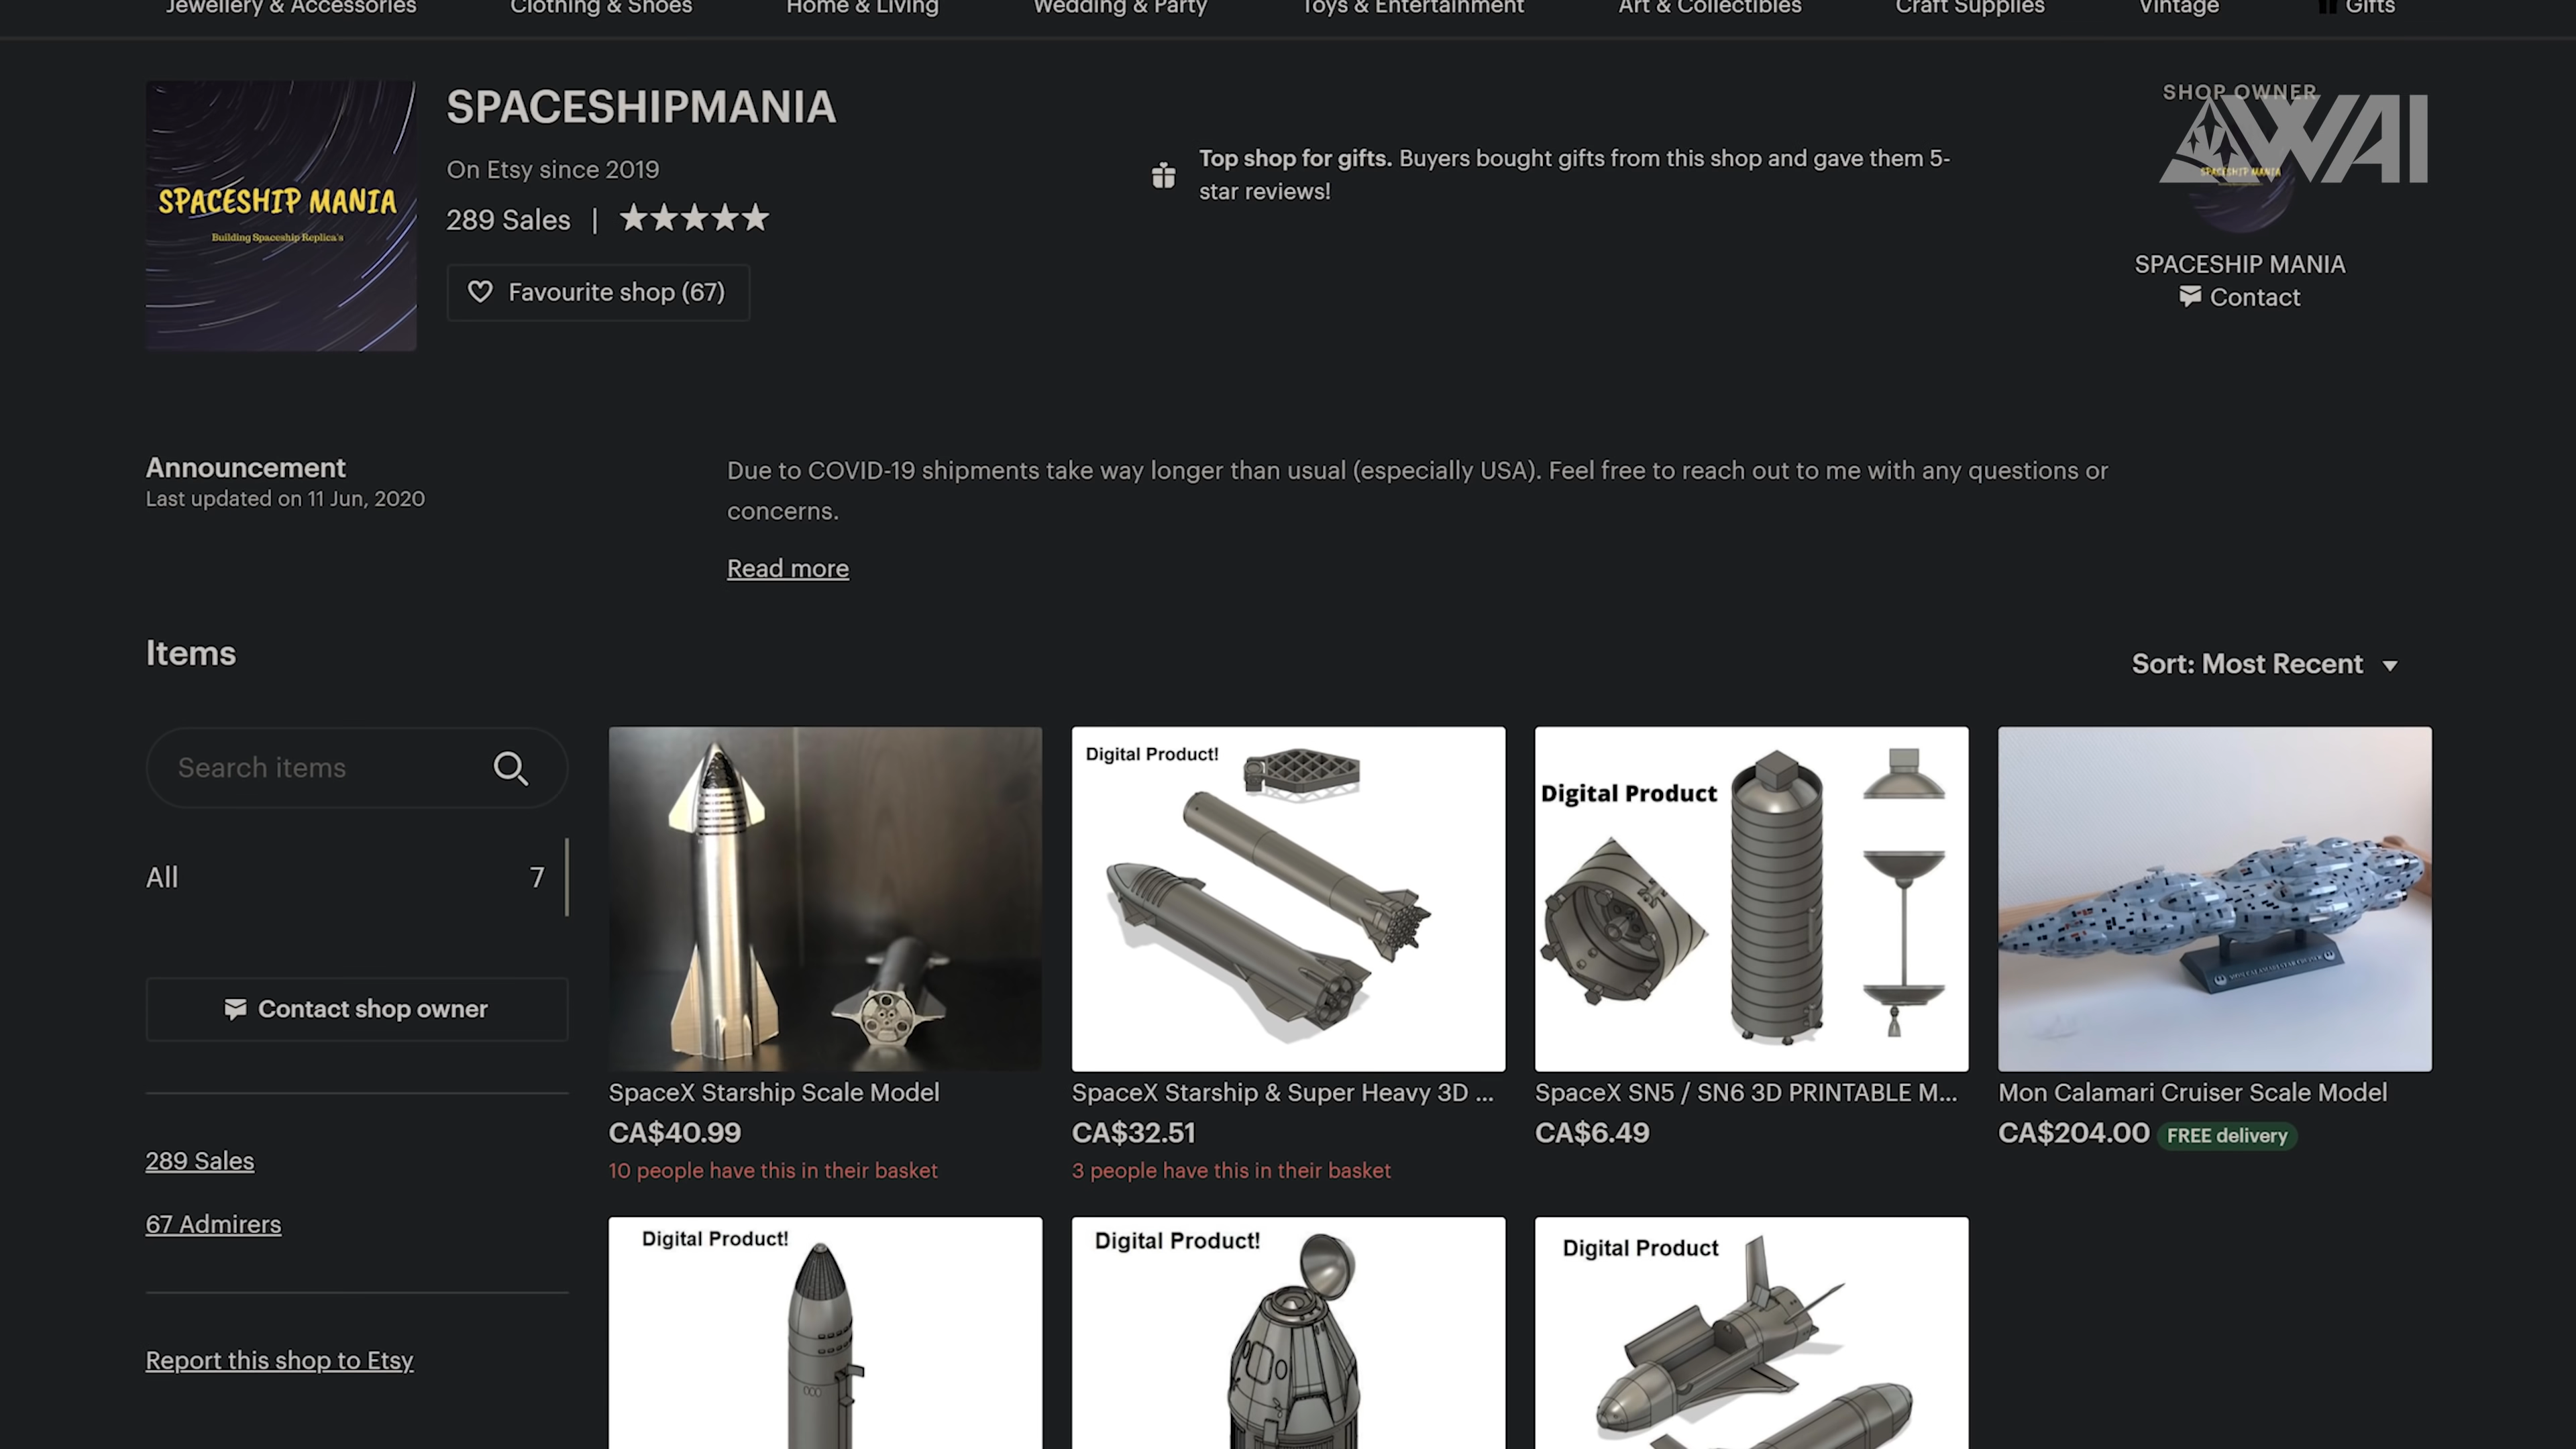 Jewellery & Accessories
Clothing & Shoes
Home & Living
Wedding & Party
Toys & Entertainment
Art & Collectibles
Craft Supplies
Vintage
Gifts
SPACESHIP MANIA
Building Spaceship Replica's
SPACESHIPMANIA
On Etsy since 2019
289 Sales |
Favourite shop (67)
Top shop for gifts. Buyers bought gifts from this shop and gave them 5-
star reviews!
SHOP OWNER
WAI
SPACESHIP MANIA
SPACESHIP MANIA
Contact
Announcement
Last updated on 11 Jun, 2020
Due to COVID-19 shipments take way longer than usual (especially USA). Feel free to reach out to me with any questions or
concerns.
Read more
Items
Sort: Most Recent
Search items
All 7
Contact shop owner
289 Sales
67 Admirers
Report this shop to Etsy
SpaceX Starship Scale Model
CA$40.99
10 people have this in their basket
Digital Product!
SpaceX Starship & Super Heavy 3D ...
CA$32.51
3 people have this in their basket
Digital Product
SpaceX SN5 / SN6 3D PRINTABLE M...
CA$6.49
MON CALAMARI STAR CRUISER
Mon Calamari Cruiser Scale Model
CA$204.00 FREE delivery
Digital Product!
Digital Product!
Digital Product